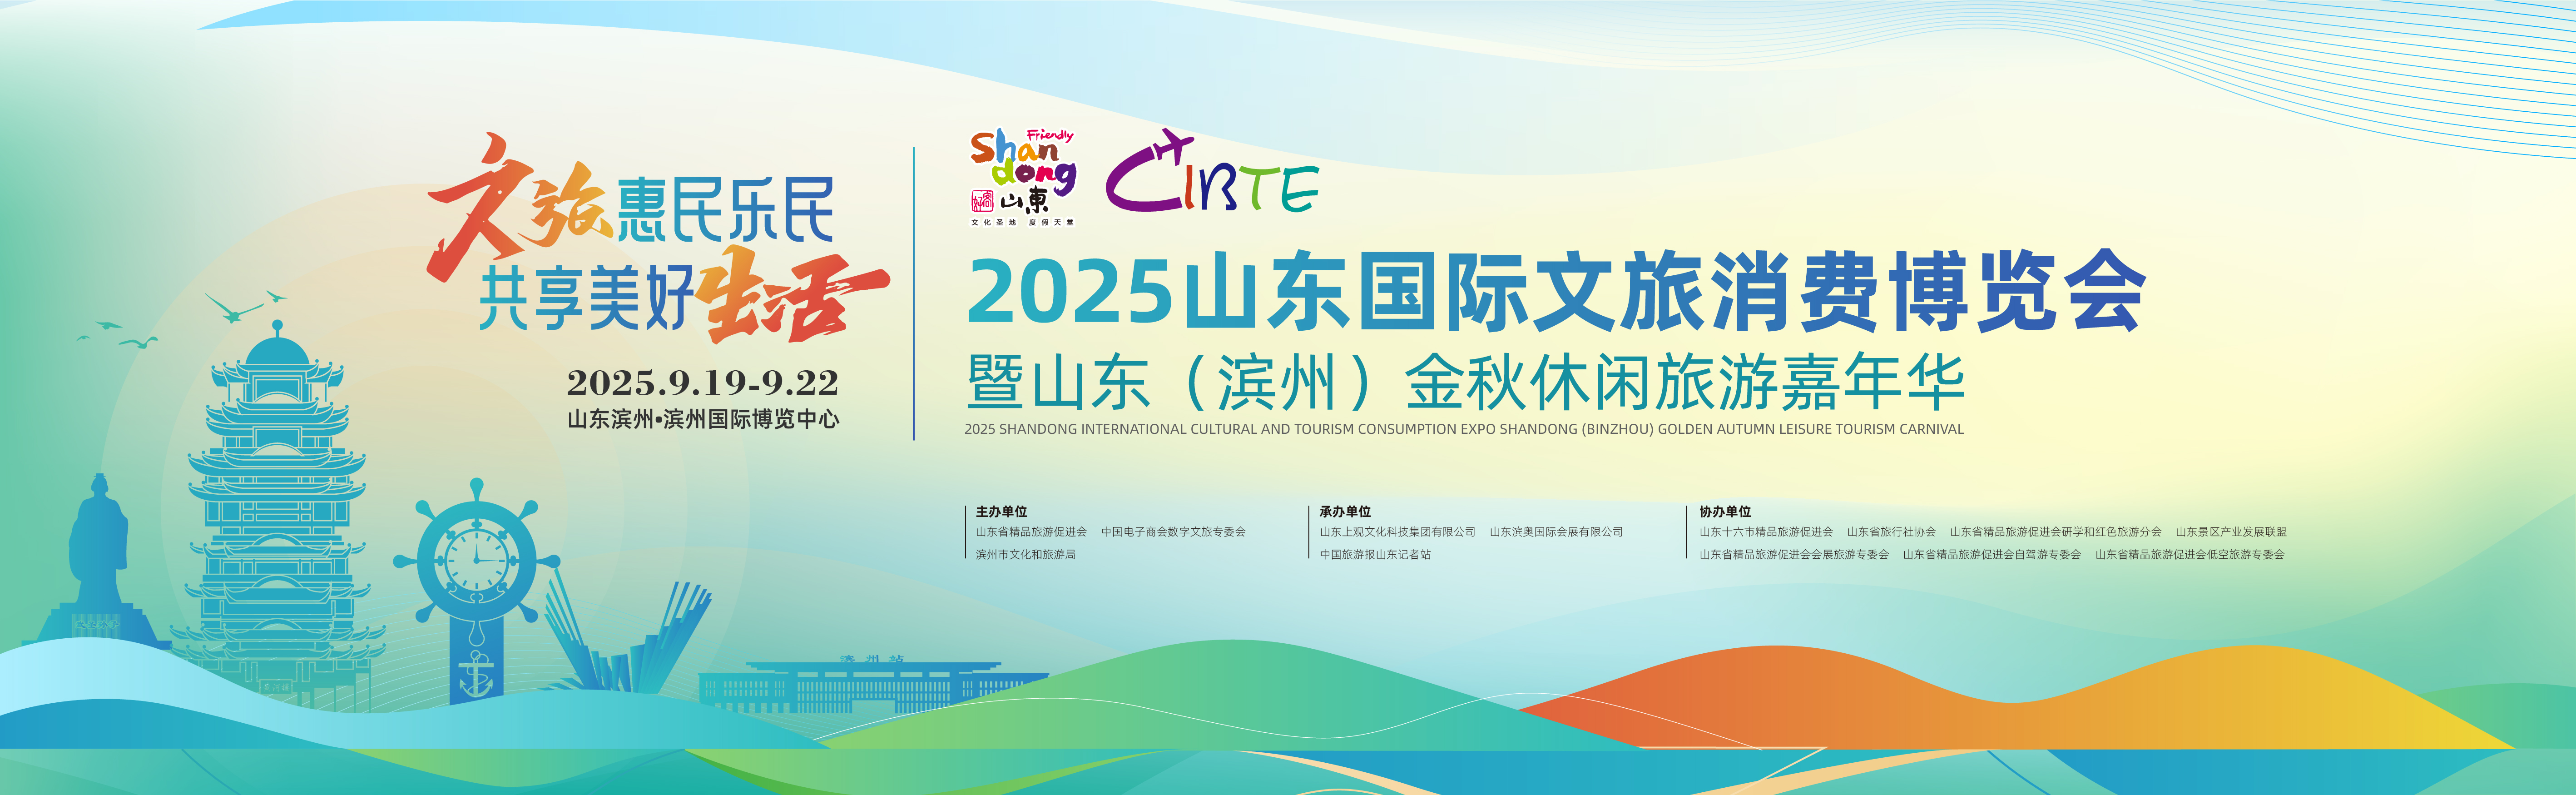 文旅惠民乐民
共享美好生活
2025.9.19-9.22
山东滨州•滨州国际博览中心
Friendly
Shandong
好客
山東
文化圣地 度假天堂
CIBTE
2025山东国际文旅消费博览会
暨山东（滨州）金秋休闲旅游嘉年华
2025 SHANDONG INTERNATIONAL CULTURAL AND TOURISM CONSUMPTION EXPO SHANDONG (BINZHOU) GOLDEN AUTUMN LEISURE TOURISM CARNIVAL
主办单位
山东省精品旅游促进会 中国电子商会数字文旅专委会
滨州市文化和旅游局
承办单位
山东上观文化科技集团有限公司 山东滨奥国际会展有限公司
中国旅游报山东记者站
协办单位
山东十六市精品旅游促进会 山东省旅行社协会 山东省精品旅游促进会研学和红色旅游分会 山东景区产业发展联盟
山东省精品旅游促进会会展旅游专委会 山东省精品旅游促进会自驾游专委会 山东省精品旅游促进会低空旅游专委会
滨州站